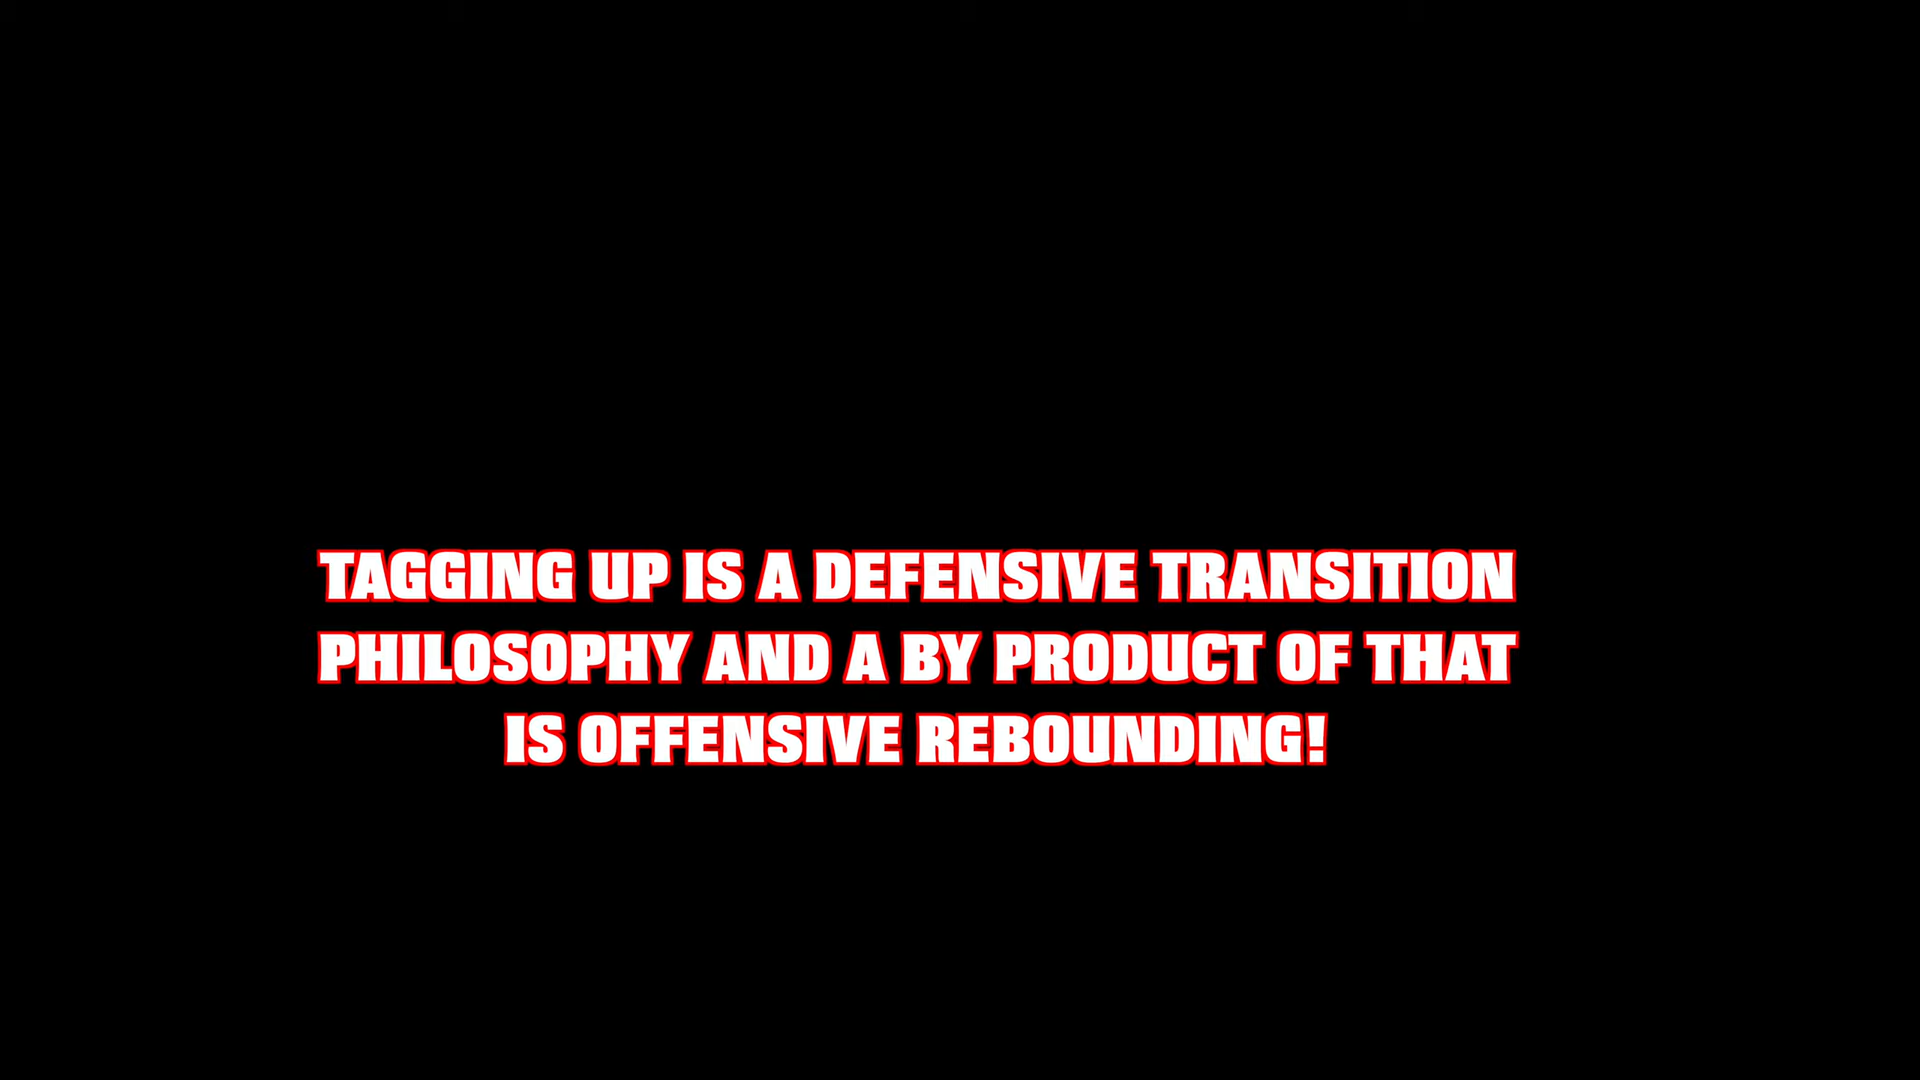 TAGGING UP IS A DEFENSIVE TRANSITION
PHILOSOPHY AND A BY PRODUCT OF THAT
IS OFFENSIVE REBOUNDING!